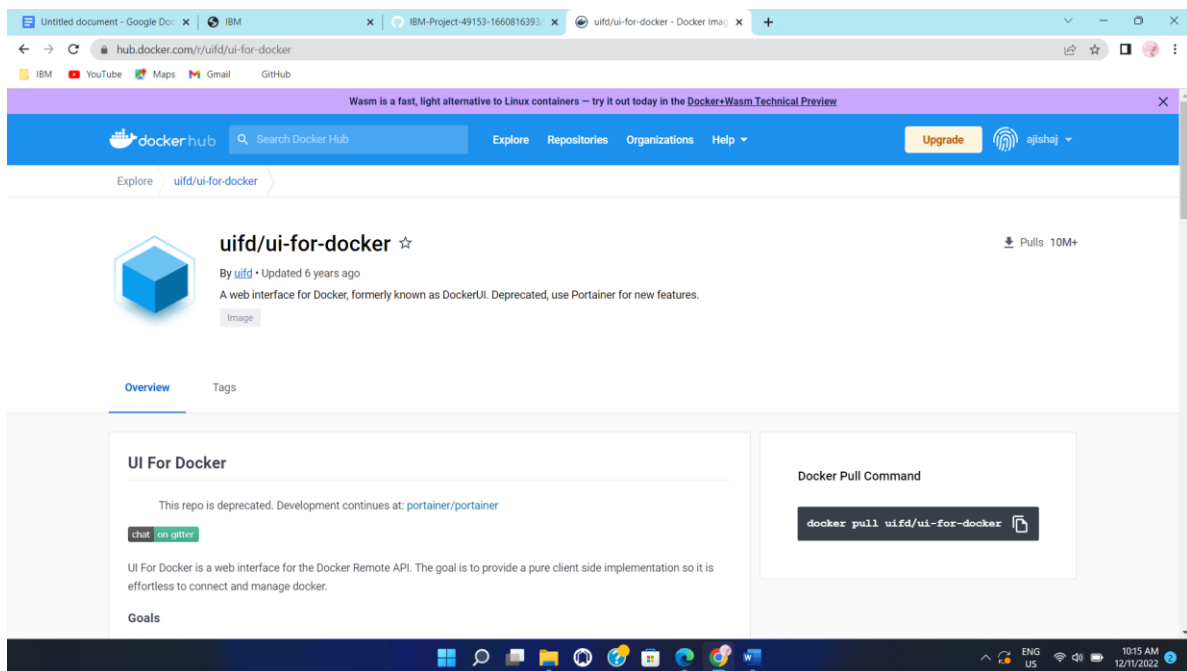 Untitled document - Google Doc
IBM
IBM-Project-49153-1660816393/
uifd/ui-for-docker - Docker Imag
hub.docker.com/r/uifd/ui-for-docker
IBM YouTube Maps Gmail GitHub
Wasm is a fast, light alternative to Linux containers — try it out today in the Docker+Wasm Technical Preview
dockerhub Search Docker Hub Explore Repositories Organizations Help Upgrade ajishaj
Explore uifd/ui-for-docker
uifd/ui-for-docker
Pulls 10M+
By uifd • Updated 6 years ago
A web interface for Docker, formerly known as DockerUI. Deprecated, use Portainer for new features.
Image
Overview Tags
UI For Docker
This repo is deprecated. Development continues at: portainer/portainer
chat on gitter
UI For Docker is a web interface for the Docker Remote API. The goal is to provide a pure client side implementation so it is
effortless to connect and manage docker.
Goals
Docker Pull Command
docker pull uifd/ui-for-docker
ENG
US
10:15 AM
12/11/2022
2